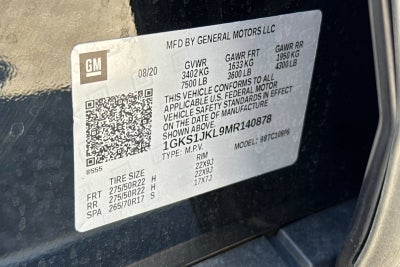 MFD BY GENERAL MOTORS LLC
GM
08/20
GVWR GAWR FRT GAWR RR
3402KG 1633 KG 1950 KG
7500 LB 3600 LB 4300 LB
THIS VEHICLE CONFORMS TO ALL
APPLICABLE U.S. FEDERAL MOTOR
VEHICLE SAFETY STANDARDS IN EFFECT
ON THE DATE OF MANUFACTURE
1GKS1JKL9MR140878
TYPE: M.P.V. MODEL:
#555
TIRE SIZE RIM
FRT 275/50R22 H 22X9J
RR 275/50R22 H 22X9J
SPA 265/70R17 S 17X7J